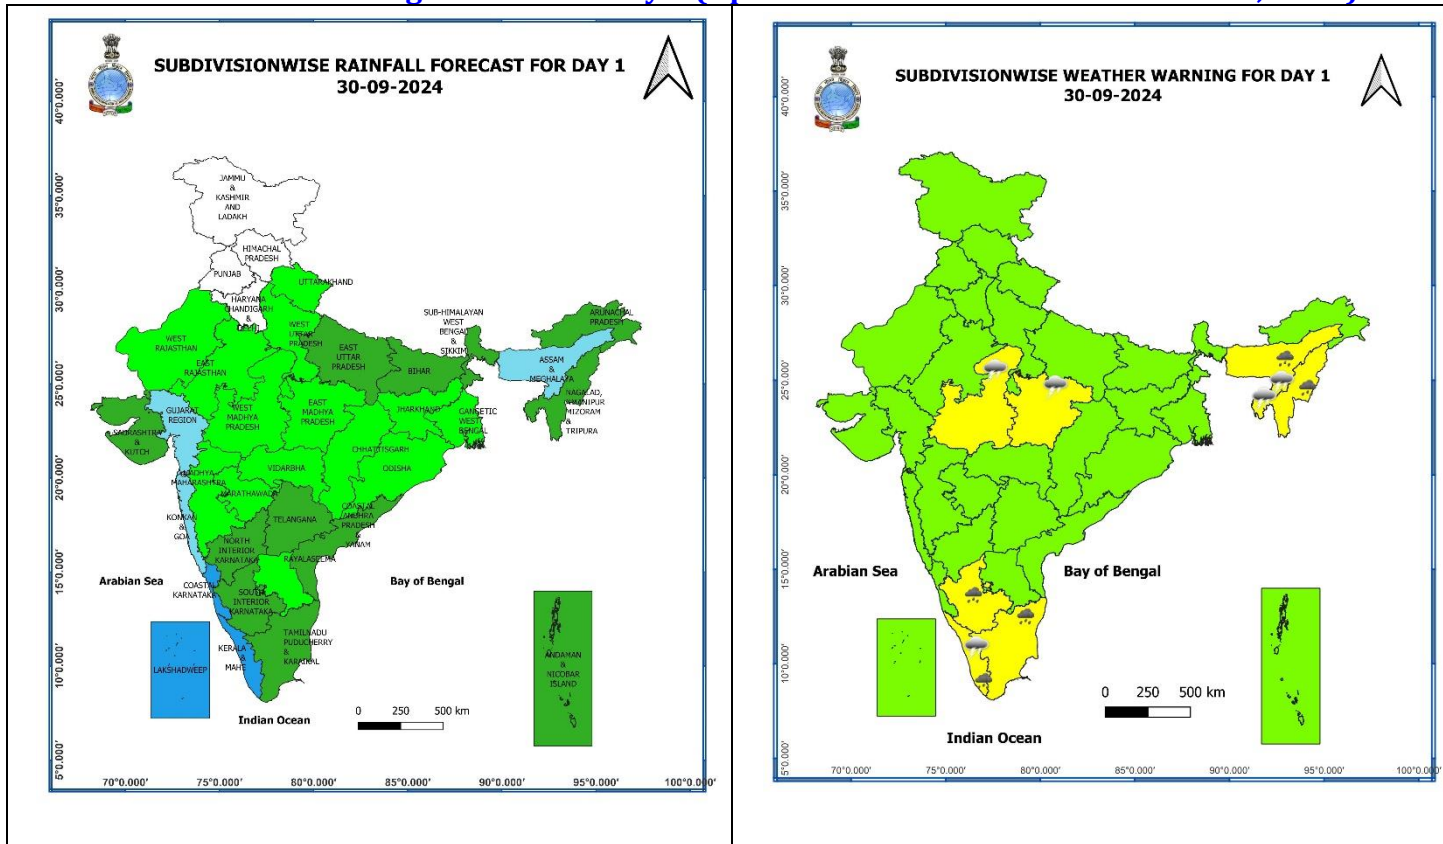 SUBDIVISIONWISE RAINFALL FORECAST FOR DAY 1
30-09-2024
40°0.000'
35°0.000'
30°0.000'
25°0.000'
20°0.000'
15°0.000'
10°0.000'
5°0.000'
JAMMU
&
KASHMIR
AND
LADAKH
HIMACHAL
PRADESH
PUNJAB
UTTARAKHAND
HARYANA
CHANDIGARH
&
DELHI
WEST
UTTAR
PRADESH
SUB-HIMALAYAN
WEST
BENGAL
&
SIKKIM
ARUNACHAL
PRADESH
WEST
RAJASTHAN
EAST
RAJASTHAN
EAST
UTTAR
PRADESH
BIHAR
ASSAM
&
MEGHALAYA
GUJARAT
REGION
WEST
MADHYA
PRADESH
EAST
MADHYA
PRADESH
JHARKHAND
GANGETIC
WEST
BENGAL
MANIPUR
MIZORAM
&
TRIPURA
SAURASHTRA
&
KUTCH
CHHATTISGARH
VIDARBHA
ODISHA
MADHYA
MAHARASHTRA
MARATHAWADA
KONKAN
&
GOA
TELANGANA
COASTAL
ANDHRA
PRADESH
&
YANAM
NORTH
INTERIOR
KARNATAKA
RAYALASEEMA
Arabian Sea
Bay of Bengal
COASTAL
KARNATAKA
SOUTH
INTERIOR
KARNATAKA
TAMILNADU
PUDUCHERRY
&
KARAIKAL
KERALA
&
MAHE
LAKSHADWEEP
ANDAMAN
&
NICOBAR
ISLAND
Indian Ocean
0 250 500 km
70°0.000' 75°0.000' 80°0.000' 85°0.000' 90°0.000' 95°0.000' 100°0.000'
SUBDIVISIONWISE WEATHER WARNING FOR DAY 1
30-09-2024
40°0.000'
35°0.000'
30°0.000'
25°0.000'
20°0.000'
15°0.000'
10°0.000'
5°0.000'
Arabian Sea
Bay of Bengal
Indian Ocean
0 250 500 km
70°0.000' 75°0.000' 80°0.000' 85°0.000' 90°0.000' 95°0.000' 100°0.000'